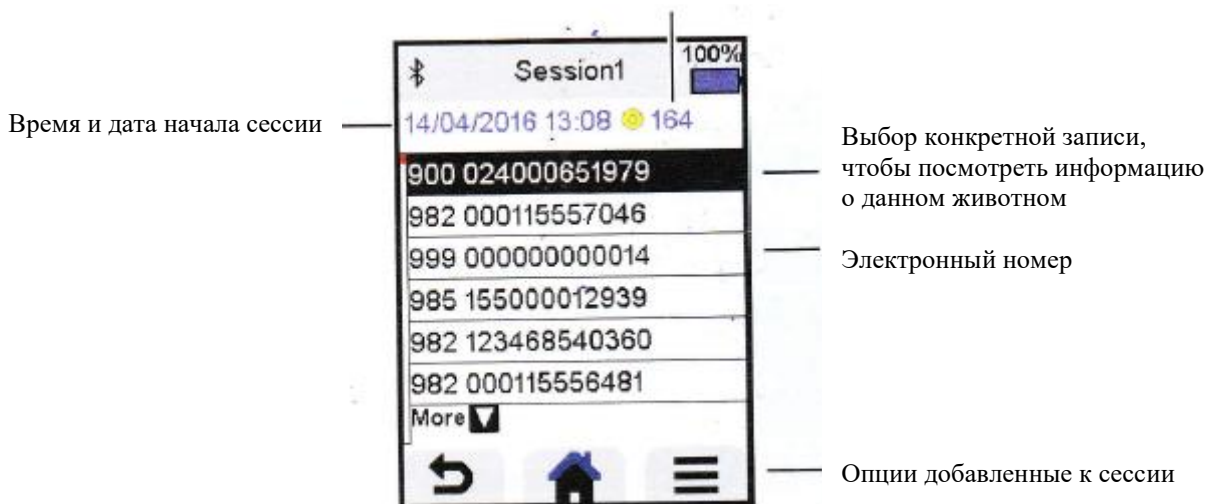 100%
Session1
Время и дата начала сессии
14/04/2016 13:08 164
Выбор конкретной записи,
чтобы посмотреть информацию
о данном животном
900 024000651979
982 000115557046
999 000000000014
Электронный номер
985 155000012939
982 123468540360
982 000115556481
More
Опции добавленные к сессии